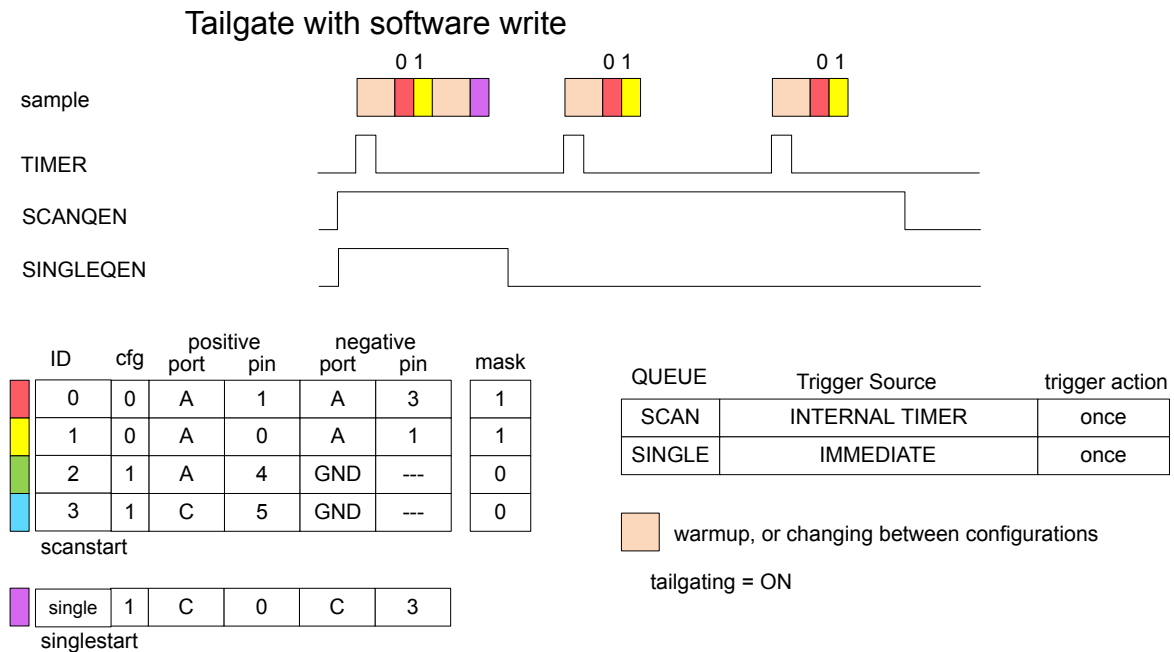 Tailgate with software write
0 1 0 1 0 1
sample
TIMER
SCANQEN
SINGLEQEN
positive negative
ID cfg port pin port pin mask
0 0 A 1 A 3 1
1 0 A 0 A 1 1
2 1 A 4 GND --- 0
3 1 C 5 GND --- 0
scanstart
single 1 C 0 C 3
singlestart
QUEUE Trigger Source trigger action
SCAN INTERNAL TIMER once
SINGLE IMMEDIATE once
warmup, or changing between configurations
tailgating = ON